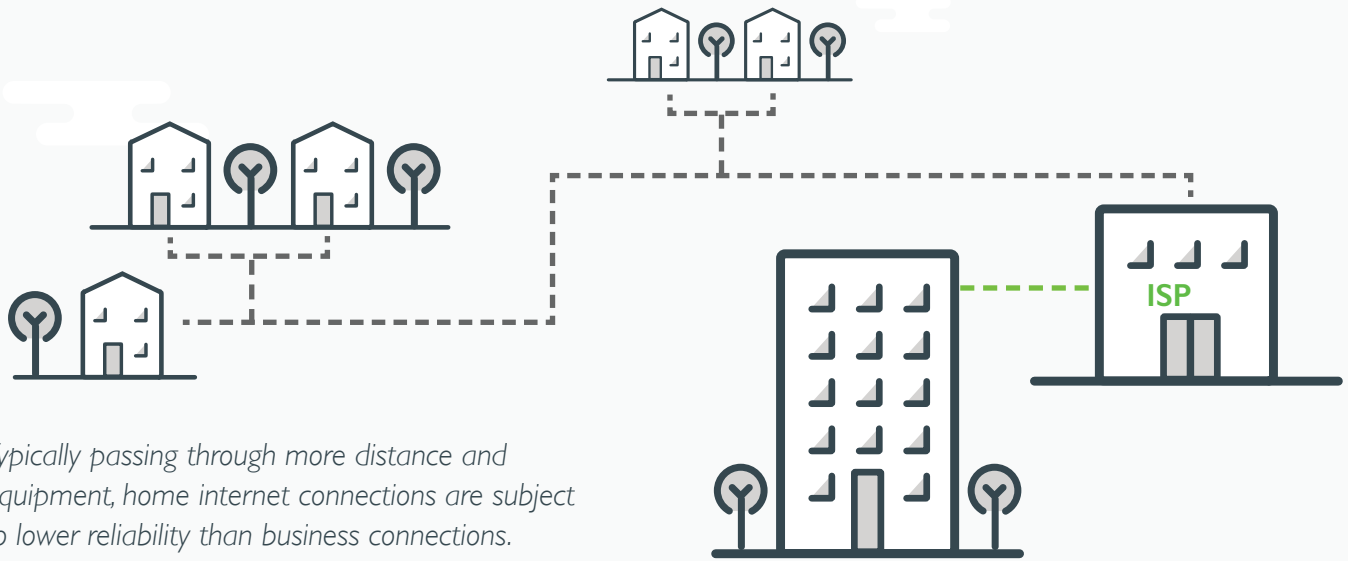 ISP
ypically passing through more distance and
quipment, home internet connections are subject
o lower reliability than business connections.